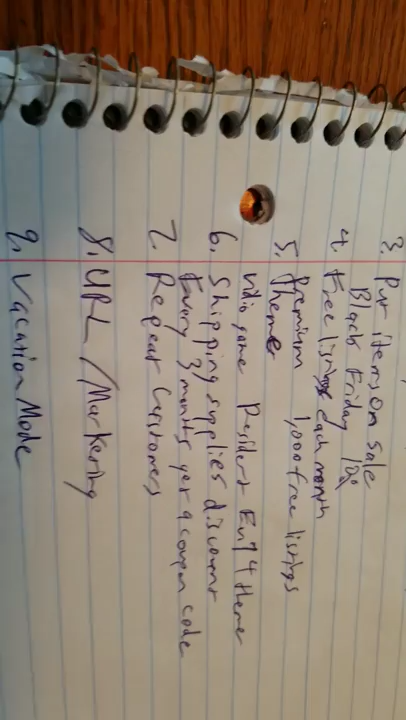 3. Put items on sale
Black Friday
4. Free listings each month
5. Premium 1,000 free listings
Theme
vidio game Resident Evil 4 theme
6. Shipping supplies discount
Every 3 months get a coupon code
7. Repeat Customers
8. URL/Marketing
9. Vacation Mode